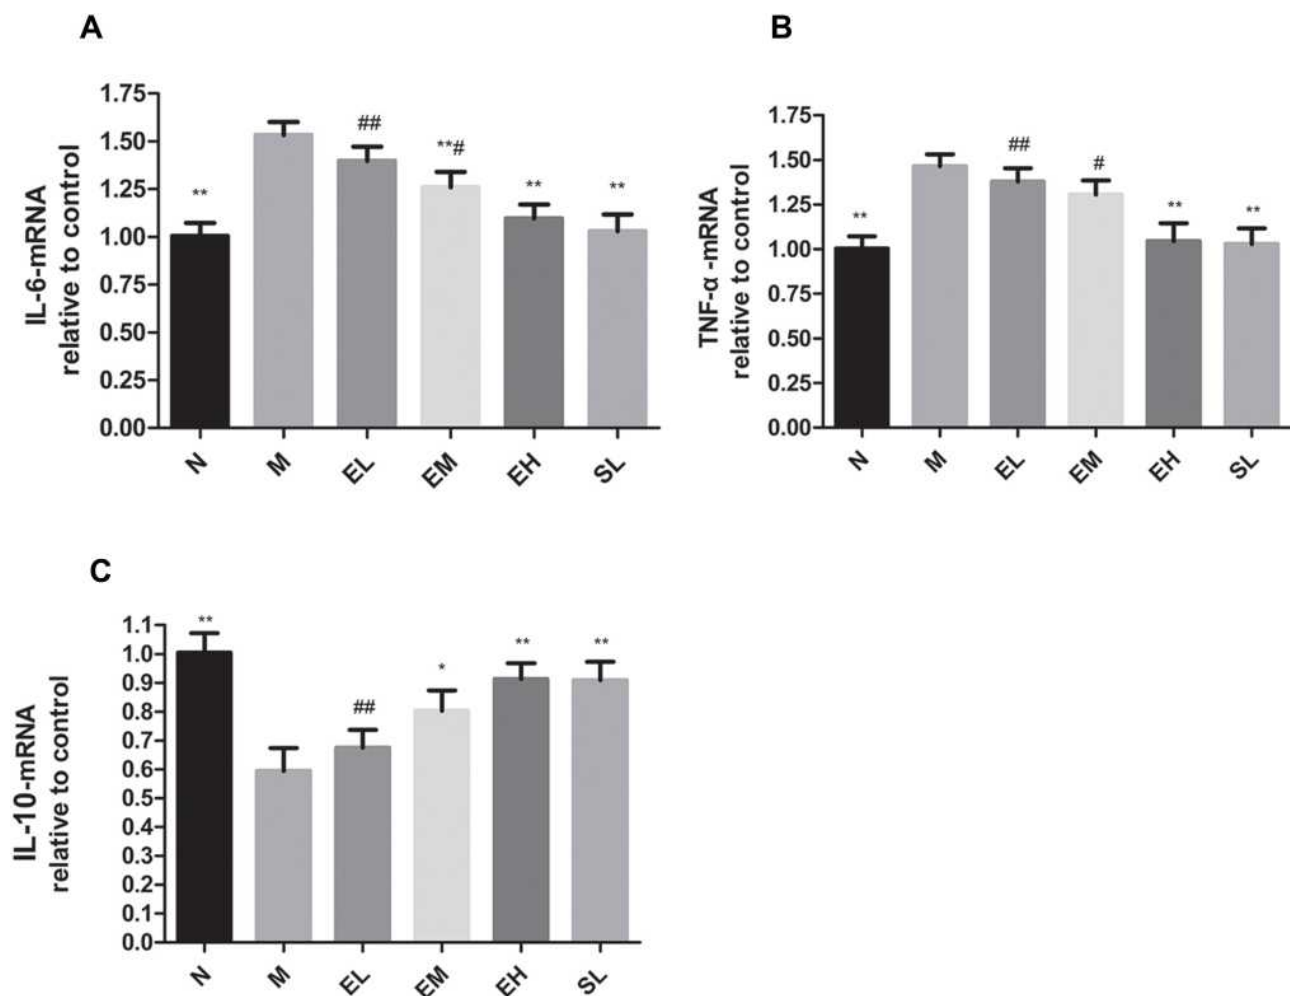 A
IL-6-mRNA
relative to control
1.75
1.50
1.25
1.00
0.75
0.50
0.25
0.00
**
##
**#
**
**
N
M
EL
EM
EH
SL
B
TNF-α -mRNA
relative to control
1.75
1.50
1.25
1.00
0.75
0.50
0.25
0.00
**
##
#
**
**
N
M
EL
EM
EH
SL
C
IL-10-mRNA
relative to control
1.1
1.0
0.9
0.8
0.7
0.6
0.5
0.4
0.3
0.2
0.1
0.0
**
##
*
**
**
N
M
EL
EM
EH
SL